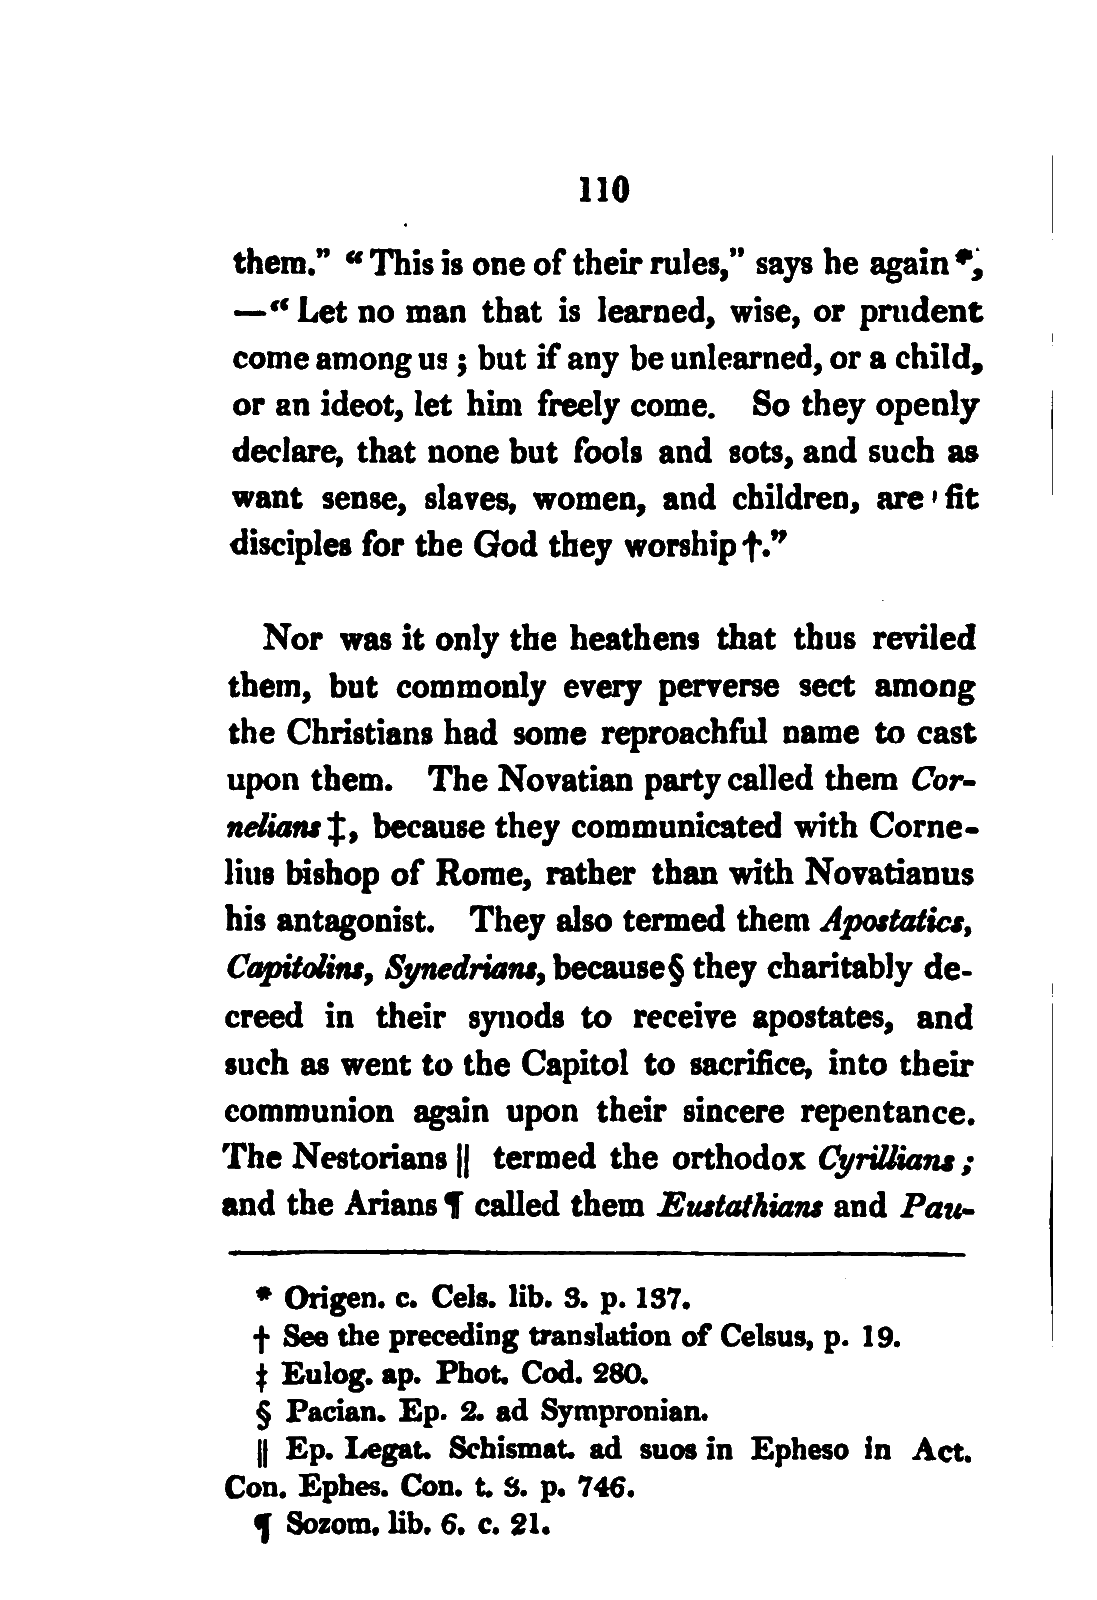 110
them.” “ This is one of their rules,” says he again *,
—“ Let no man that is learned, wise, or prudent
come among us ; but if any be unlearned, or a child,
or an ideot, let him freely come. So they openly
declare, that none but fools and sots, and such as
want sense, slaves, women, and children, are fit
disciples for the God they worship †.”
Nor was it only the heathens that thus reviled
them, but commonly every perverse sect among
the Christians had some reproachful name to cast
upon them. The Novatian party called them Cor-
nelians ‡, because they communicated with Corne-
lius bishop of Rome, rather than with Novatianus
his antagonist. They also termed them Apostatics,
Capitolins, Synedrians, because § they charitably de-
creed in their synods to receive apostates, and
such as went to the Capitol to sacrifice, into their
communion again upon their sincere repentance.
The Nestorians || termed the orthodox Cyrillians ;
and the Arians ¶ called them Eustathians and Pau-
* Origen. c. Cels. lib. 3. p. 137.
† See the preceding translation of Celsus, p. 19.
‡ Eulog. ap. Phot. Cod. 280.
§ Pacian. Ep. 2. ad Sympronian.
|| Ep. Legat. Schismat. ad suos in Epheso in Act.
Con. Ephes. Con. t. 3. p. 746.
¶ Sozom. lib. 6. c. 21.